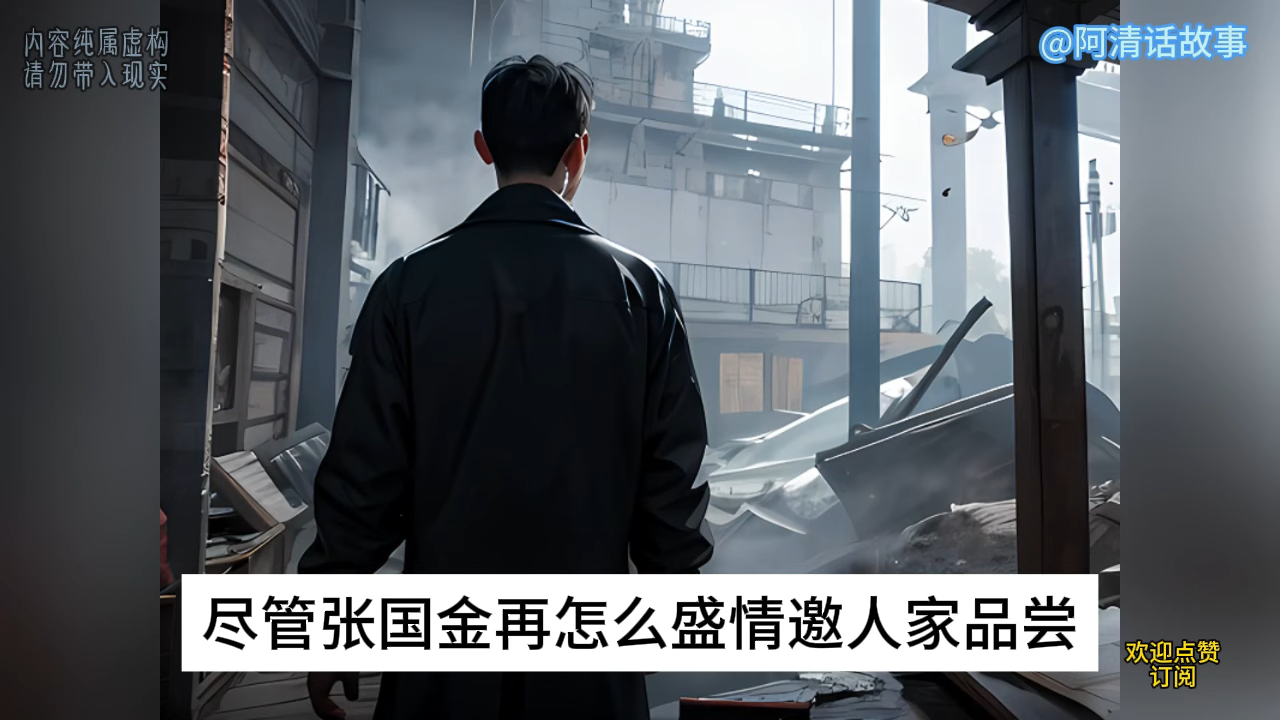 内容纯属虚构
请勿带入现实
@阿清话故事
尽管张国金再怎么盛情邀人家品尝
欢迎点赞
订阅